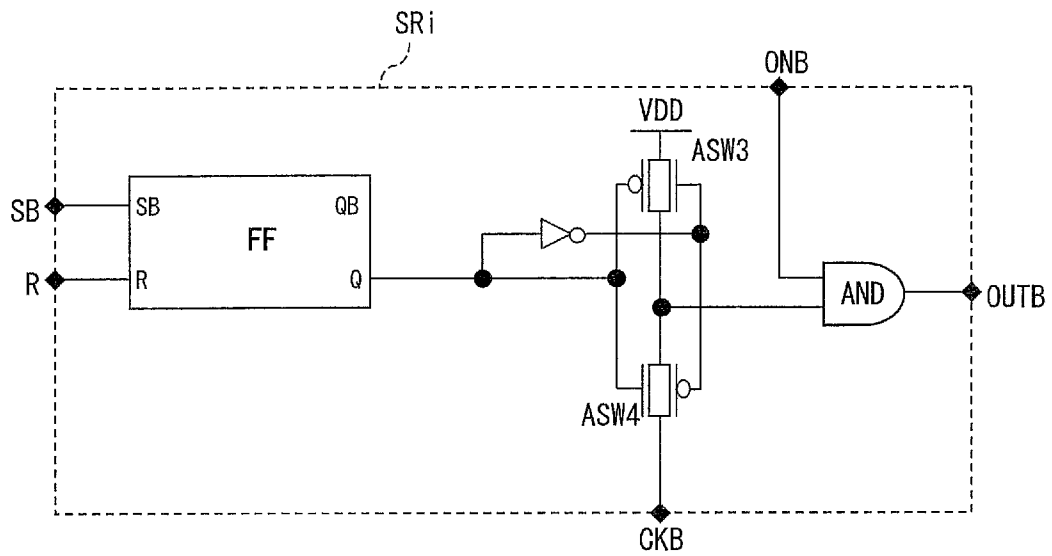 SRi
ONB
VDD
ASW3
SB
SB
QB
FF
R
R
Q
AND
OUTB
ASW4
CKB